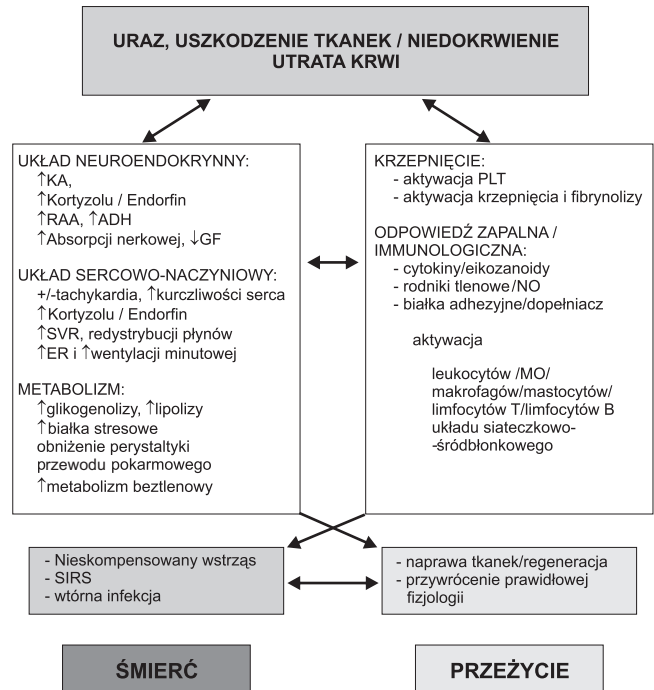 URAZ, USZKODZENIE TKANEK / NIEDOKRWIENIE
UTRATA KRWI
UKŁAD NEUROENDOKRYNNY:
↑KA,
↑Kortyzolu / Endorfin
↑RAA, ↑ADH
↑Absorpcji nerkowej, ↓GF
UKŁAD SERCOWO-NACZYNIOWY:
+/-tachykardia, ↑kurczliwości serca
↑Kortyzolu / Endorfin
↑SVR, redystrybucji płynów
↑ER i ↑wentylacji minutowej
METABOLIZM:
↑glikogenolizy, ↑lipolizy
↑białka stresowe
obniżenie perystaltyki
przewodu pokarmowego
↑metabolizm beztlenowy
KRZEPNIĘCIE:
- aktywacja PLT
- aktywacja krzepnięcia i fibrynolizy
ODPOWIEDŹ ZAPALNA /
IMMUNOLOGICZNA:
- cytokiny/eikozanoidy
- rodniki tlenowe/NO
- białka adhezyjne/dopełniacz
aktywacja
leukocytów /MO/
makrofagów/mastocytów/
limfocytów T/limfocytów B
układu siateczkowo-
-śródbłonkowego
- Nieskompensowany wstrząs
- SIRS
- wtórna infekcja
- naprawa tkanek/regeneracja
- przywrócenie prawidłowej
fizjologii
ŚMIERĆ
PRZEŻYCIE